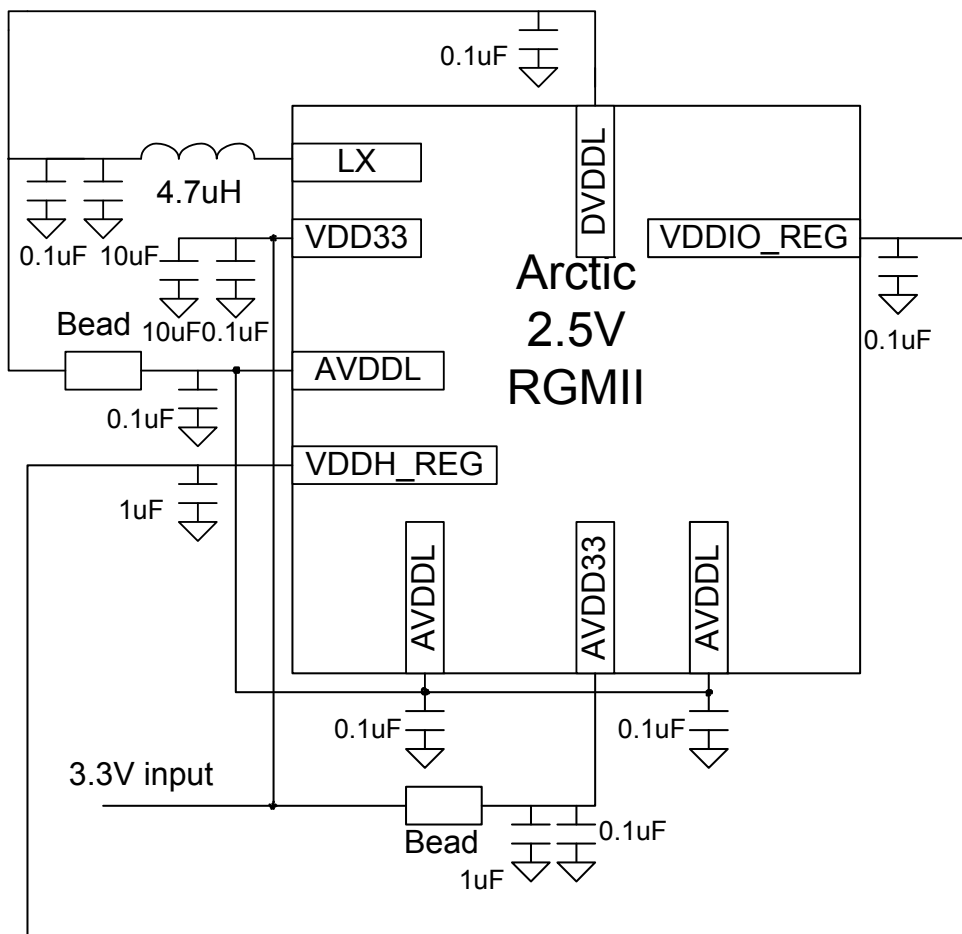 0.1uF
LX
4.7uH
DVDDL
0.1uF 10uF
VDD33
VDDIO_REG
10uF 0.1uF
0.1uF
Arctic
2.5V
RGMII
Bead
AVDDL
0.1uF
VDDH_REG
1uF
AVDDL
AVDD33
AVDDL
0.1uF
0.1uF
3.3V input
Bead
0.1uF
1uF